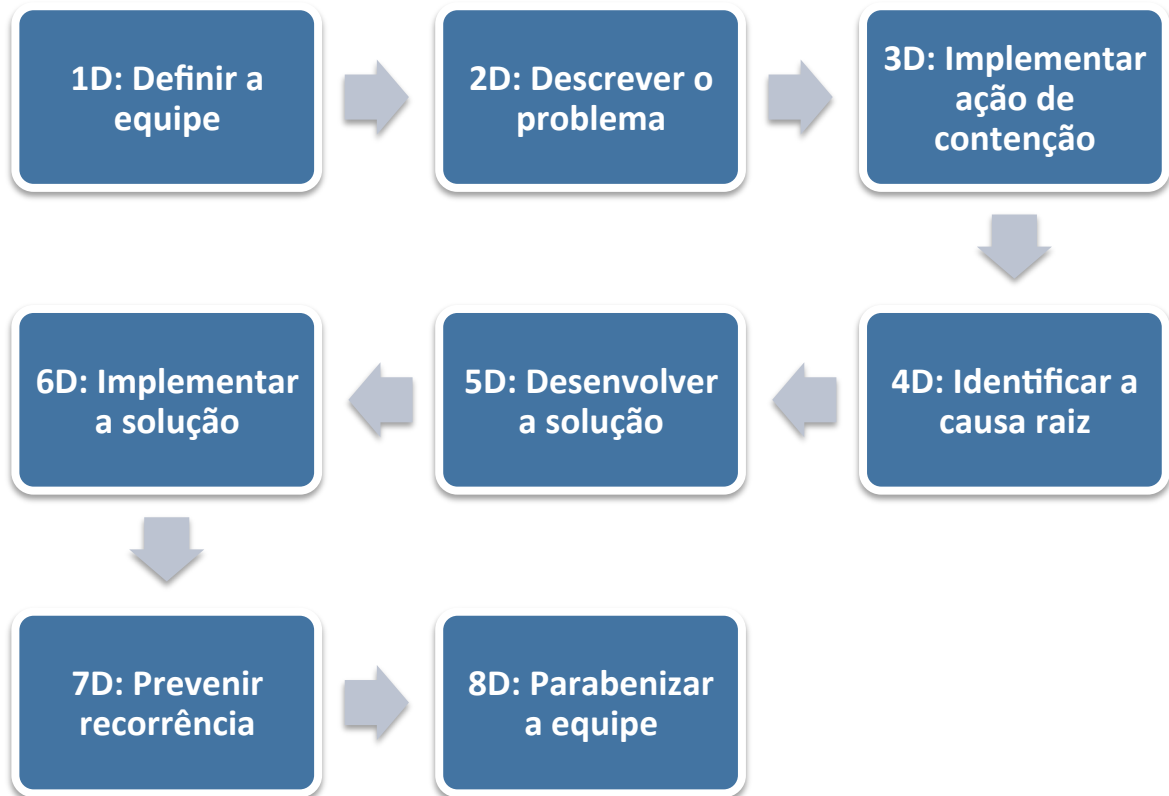 1D: Definir a
equipe
2D: Descrever o
problema
3D: Implementar
ação de
contenção
4D: Identificar a
causa raiz
5D: Desenvolver
a solução
6D: Implementar
a solução
7D: Prevenir
recorrência
8D: Parabenizar
a equipe